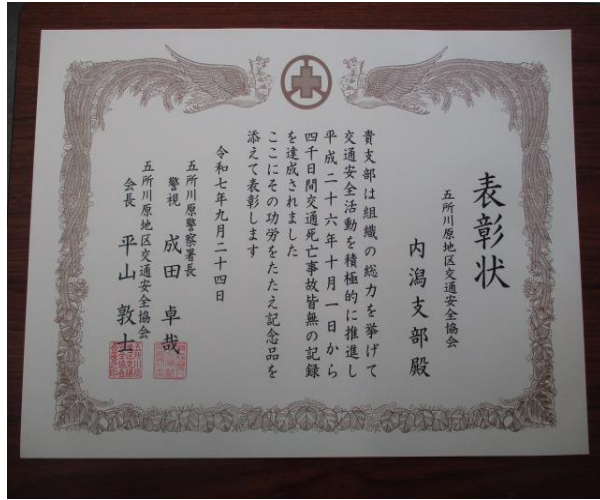 表彰状
五所川原地区交通安全協会
内潟支部殿
貴支部は組織の総力を挙げて
交通安全活動を積極的に推進し
平成二十六年十月一日から
四千日間交通死亡事故皆無の記録
を達成されました
ここにその功労をたたえ記念品を
添えて表彰します
令和七年九月二十四日
五所川原警察署長
警視 成田卓哉
五所川原地区交通安全協会
会長 平山敦士